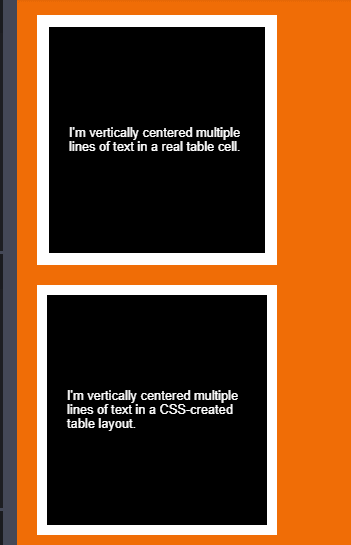 I'm vertically centered multiple
lines of text in a real table cell.
I'm vertically centered multiple
lines of text in a CSS-created
table layout.